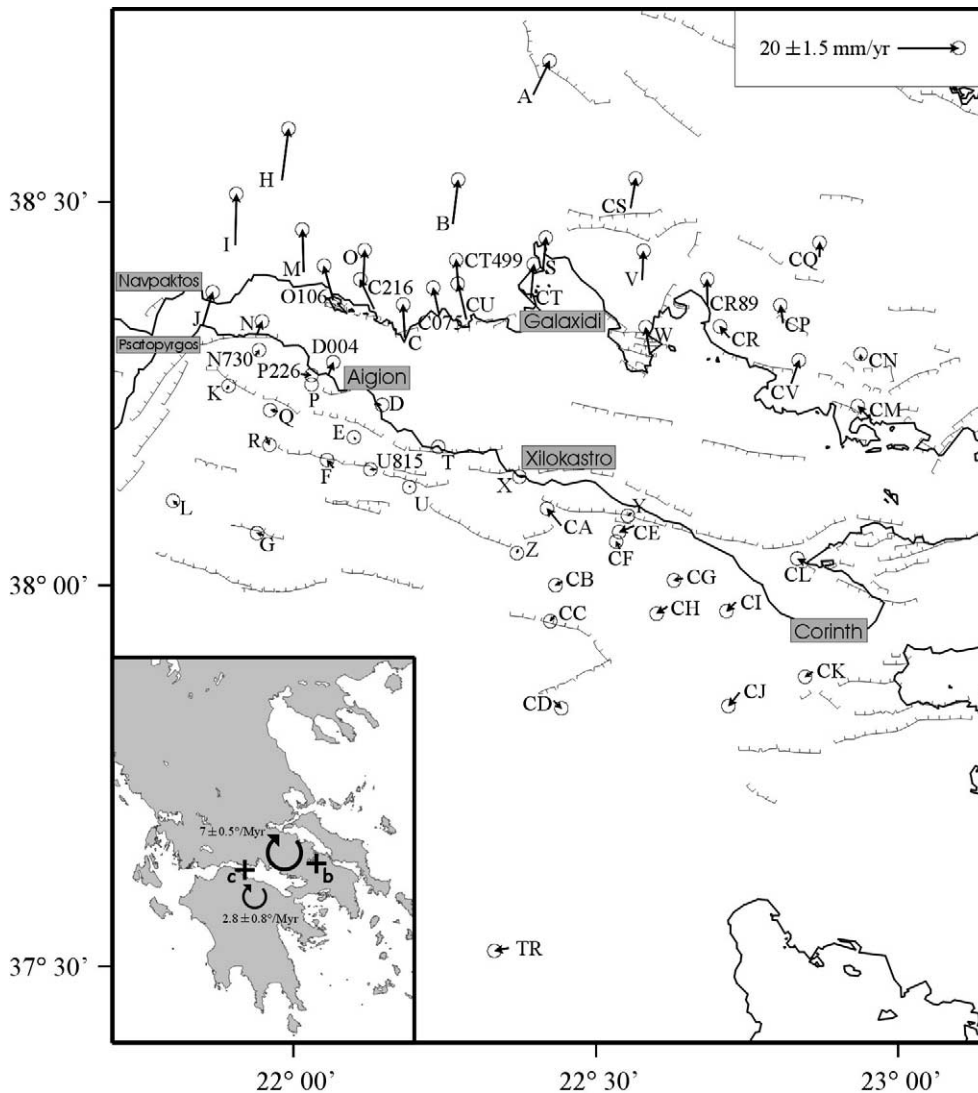 20 ±1.5 mm/yr
A
H
38° 30'
B
CS
I
CQ
M
O
CT499
S
V
Navpaktos
C216
O106
CT
CU
CR89
J
C073
Galaxidi
CP
N
C
W
CR
Psatopyrgos
D004
N730
P226
Aigion
CN
K
P
CV
D
CM
Q
E
R
T
Xilokastro
F
U815
X
U
L
Y
CA
G
CE
Z
CF
CL
38° 00'
CB
CG
CH
CI
CC
Corinth
CK
CD
CJ
7 ±0.5°/Myr
c
b
2.8 ±0.8°/Myr
TR
37° 30'
22° 00'
22° 30'
23° 00'